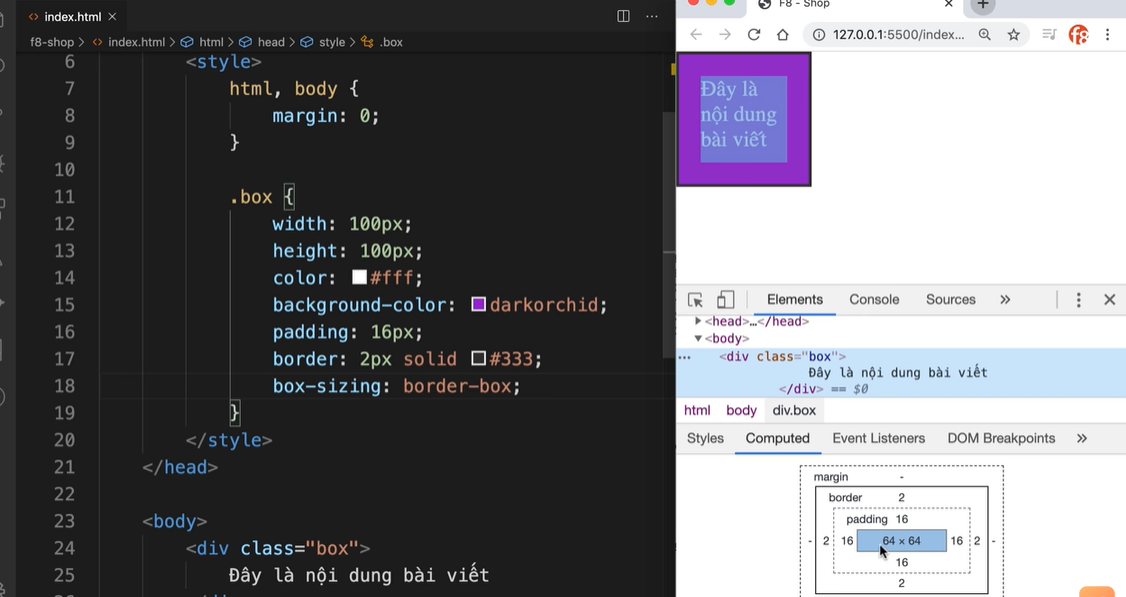 index.html
f8-shop > index.html > html > head > style > .box
6 <style>
7 html, body {
8 margin: 0;
9 }
10
11 .box {
12 width: 100px;
13 height: 100px;
14 color: #fff;
15 background-color: darkorchid;
16 padding: 16px;
17 border: 2px solid #333;
18 box-sizing: border-box;
19 }
20 </style>
21 </head>
22
23 <body>
24 <div class="box">
25 Đây là nội dung bài viết
F8 - Shop
127.0.0.1:5500/index...
f8
Đây là
nội dung
bài viết
Elements Console Sources »
<head>…</head>
<body>
<div class="box">
Đây là nội dung bài viết
</div> == $0
html body div.box
Styles Computed Event Listeners DOM Breakpoints »
margin -
border 2
padding 16
- 2 16 64 × 64 16 2 -
16
2